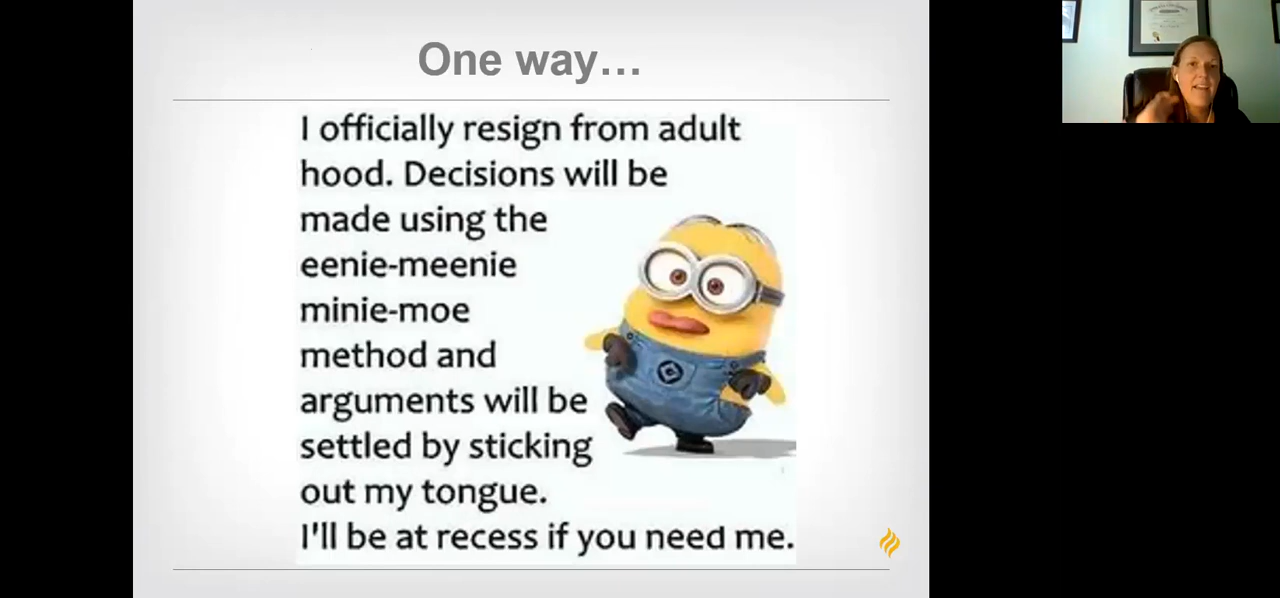 One way…
I officially resign from adult
hood. Decisions will be
made using the
eenie-meenie
minie-moe
method and
arguments will be
settled by sticking
out my tongue.
I'll be at recess if you need me.